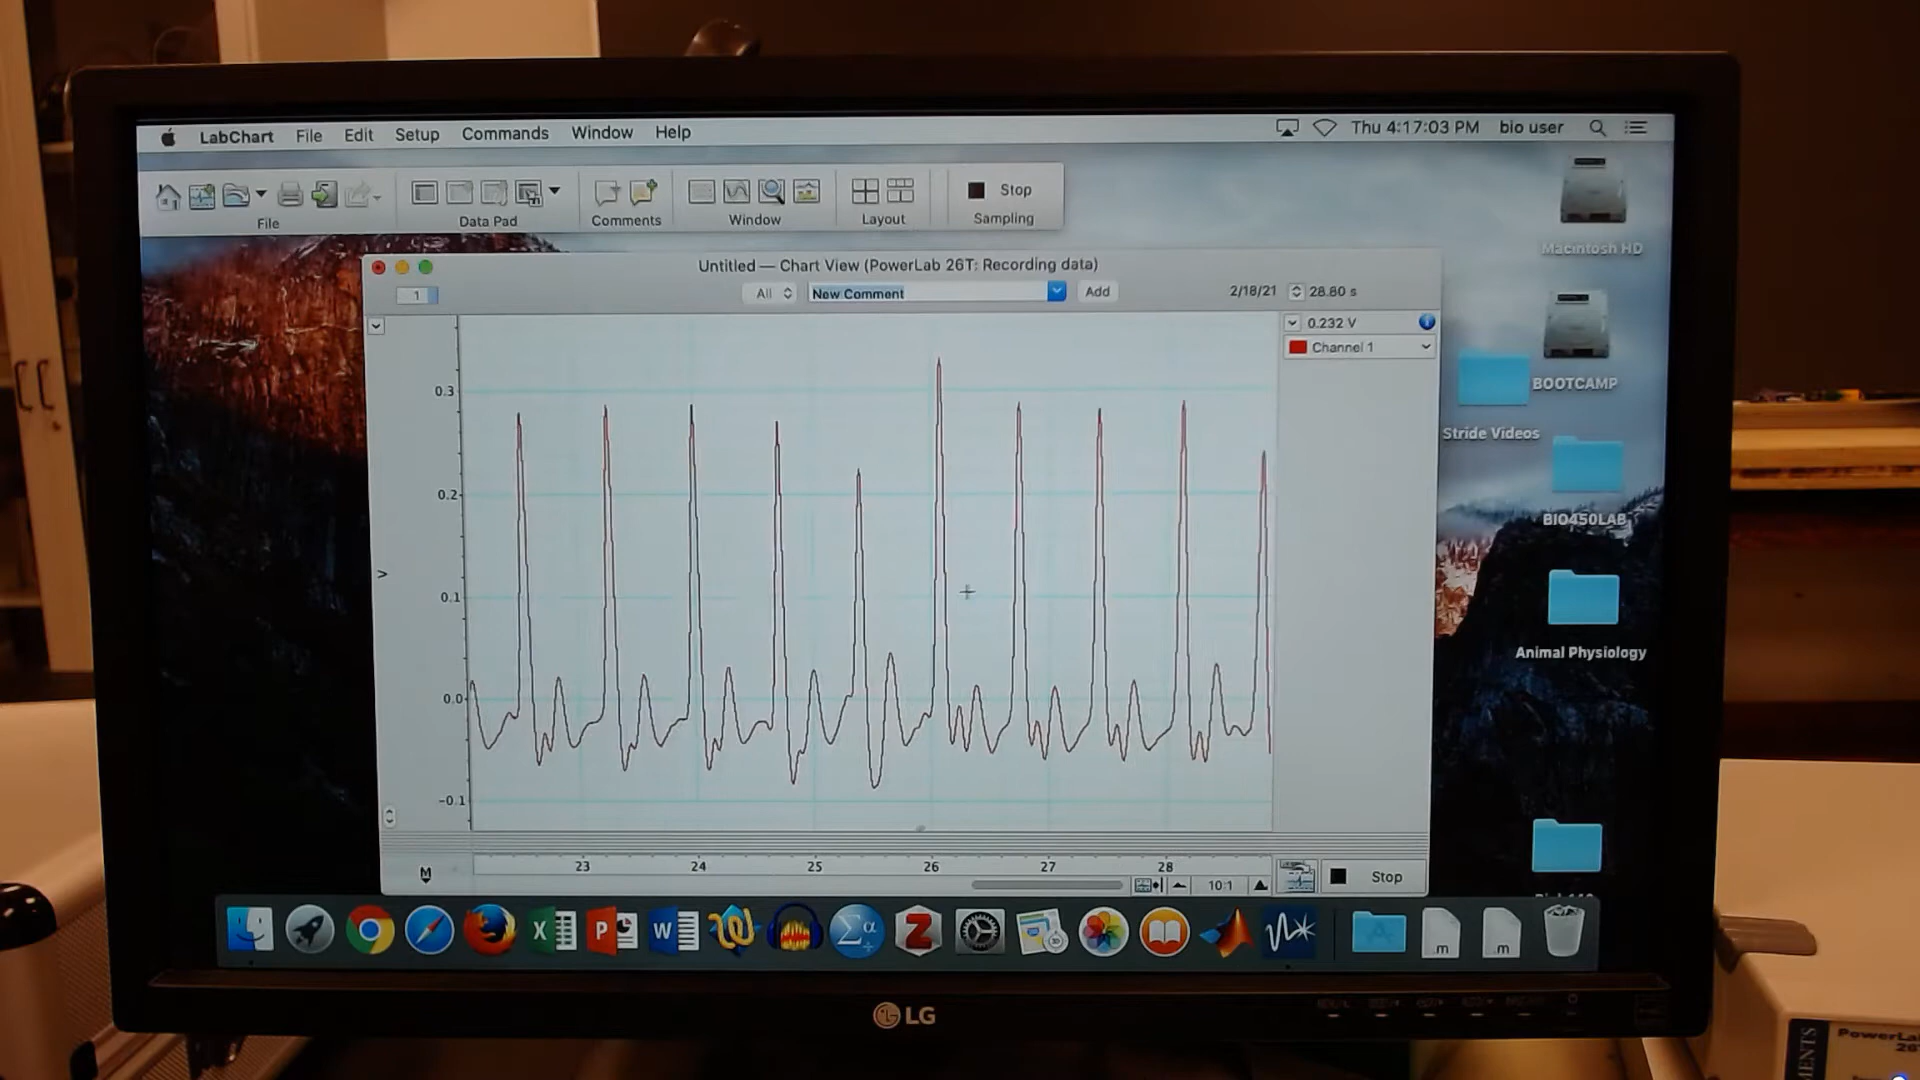 LabChart File Edit Setup Commands Window Help Thu 4:17:03 PM bio user
Stop
File Data Pad Comments Window Layout Sampling
Macintosh HD
Untitled — Chart View (PowerLab 26T: Recording data)
1 All New Comment Add 2/18/21 28.80 s
0.232 V
Channel 1
0.3
0.2
0.1
0.0
-0.1
V
BOOTCAMP
Stride Videos
BIO450LAB
Animal Physiology
23 24 25 26 27 28
M
10:1
Stop
X P W Σα Z
.m .m
LG
PowerLa
26T